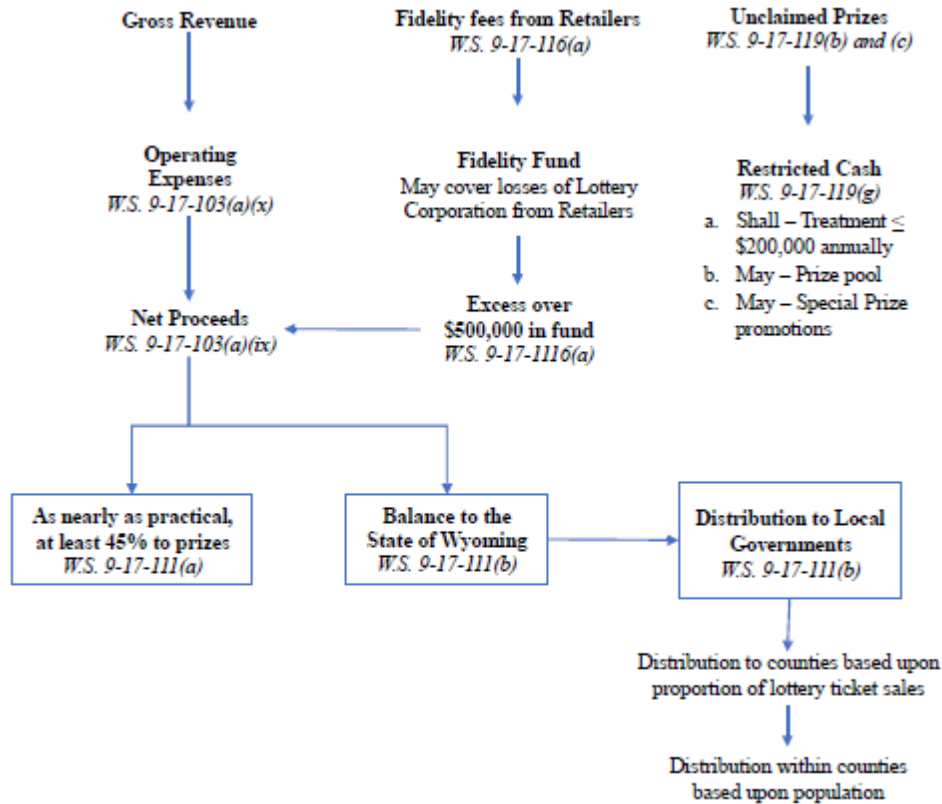 Gross Revenue
Fidelity fees from Retailers
W.S. 9-17-116(a)
Unclaimed Prizes
W.S. 9-17-119(b) and (c)
Operating
Expenses
W.S. 9-17-103(a)(x)
Fidelity Fund
May cover losses of Lottery
Corporation from Retailers
Restricted Cash
W.S. 9-17-119(g)
a. Shall – Treatment ≤
$200,000 annually
b. May – Prize pool
c. May – Special Prize
promotions
Net Proceeds
W.S. 9-17-103(a)(ix)
Excess over
$500,000 in fund
W.S. 9-17-1116(a)
As nearly as practical,
at least 45% to prizes
W.S. 9-17-111(a)
Balance to the
State of Wyoming
W.S. 9-17-111(b)
Distribution to Local
Governments
W.S. 9-17-111(b)
Distribution to counties based upon
proportion of lottery ticket sales
Distribution within counties
based upon population